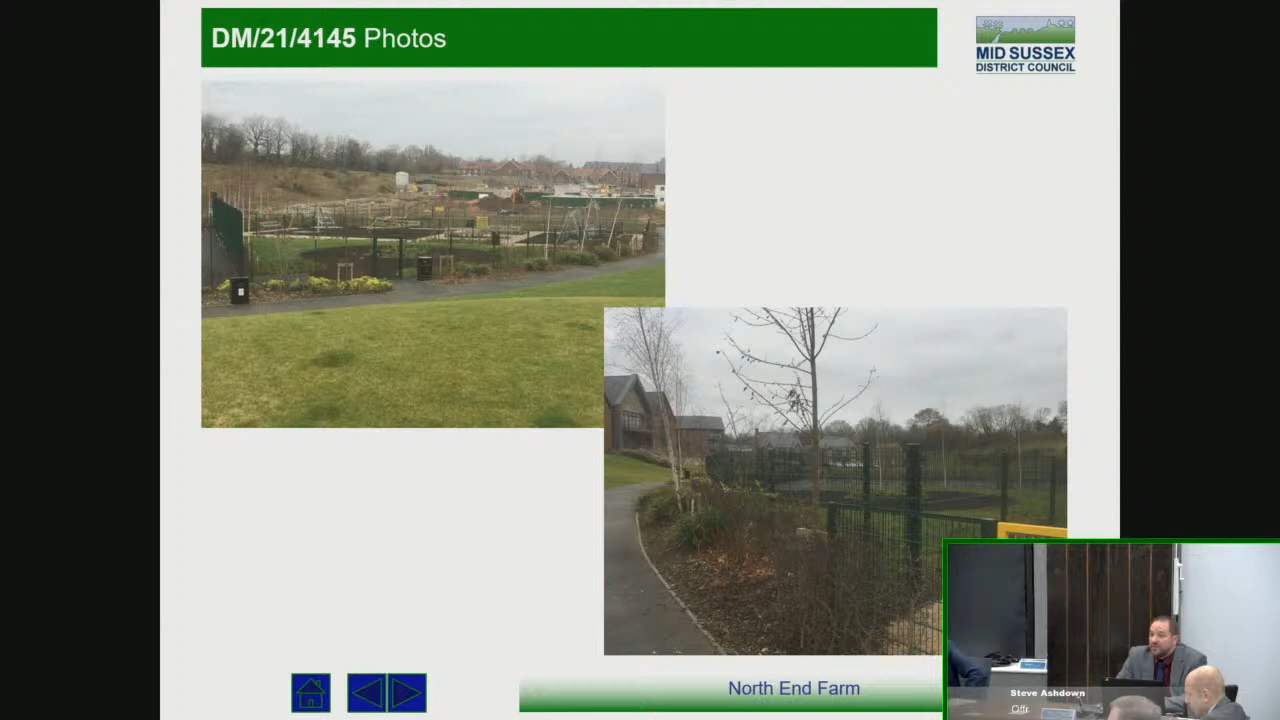 DM/21/4145 Photos
MID SUSSEX
DISTRICT COUNCIL
North End Farm
Steve Ashdown